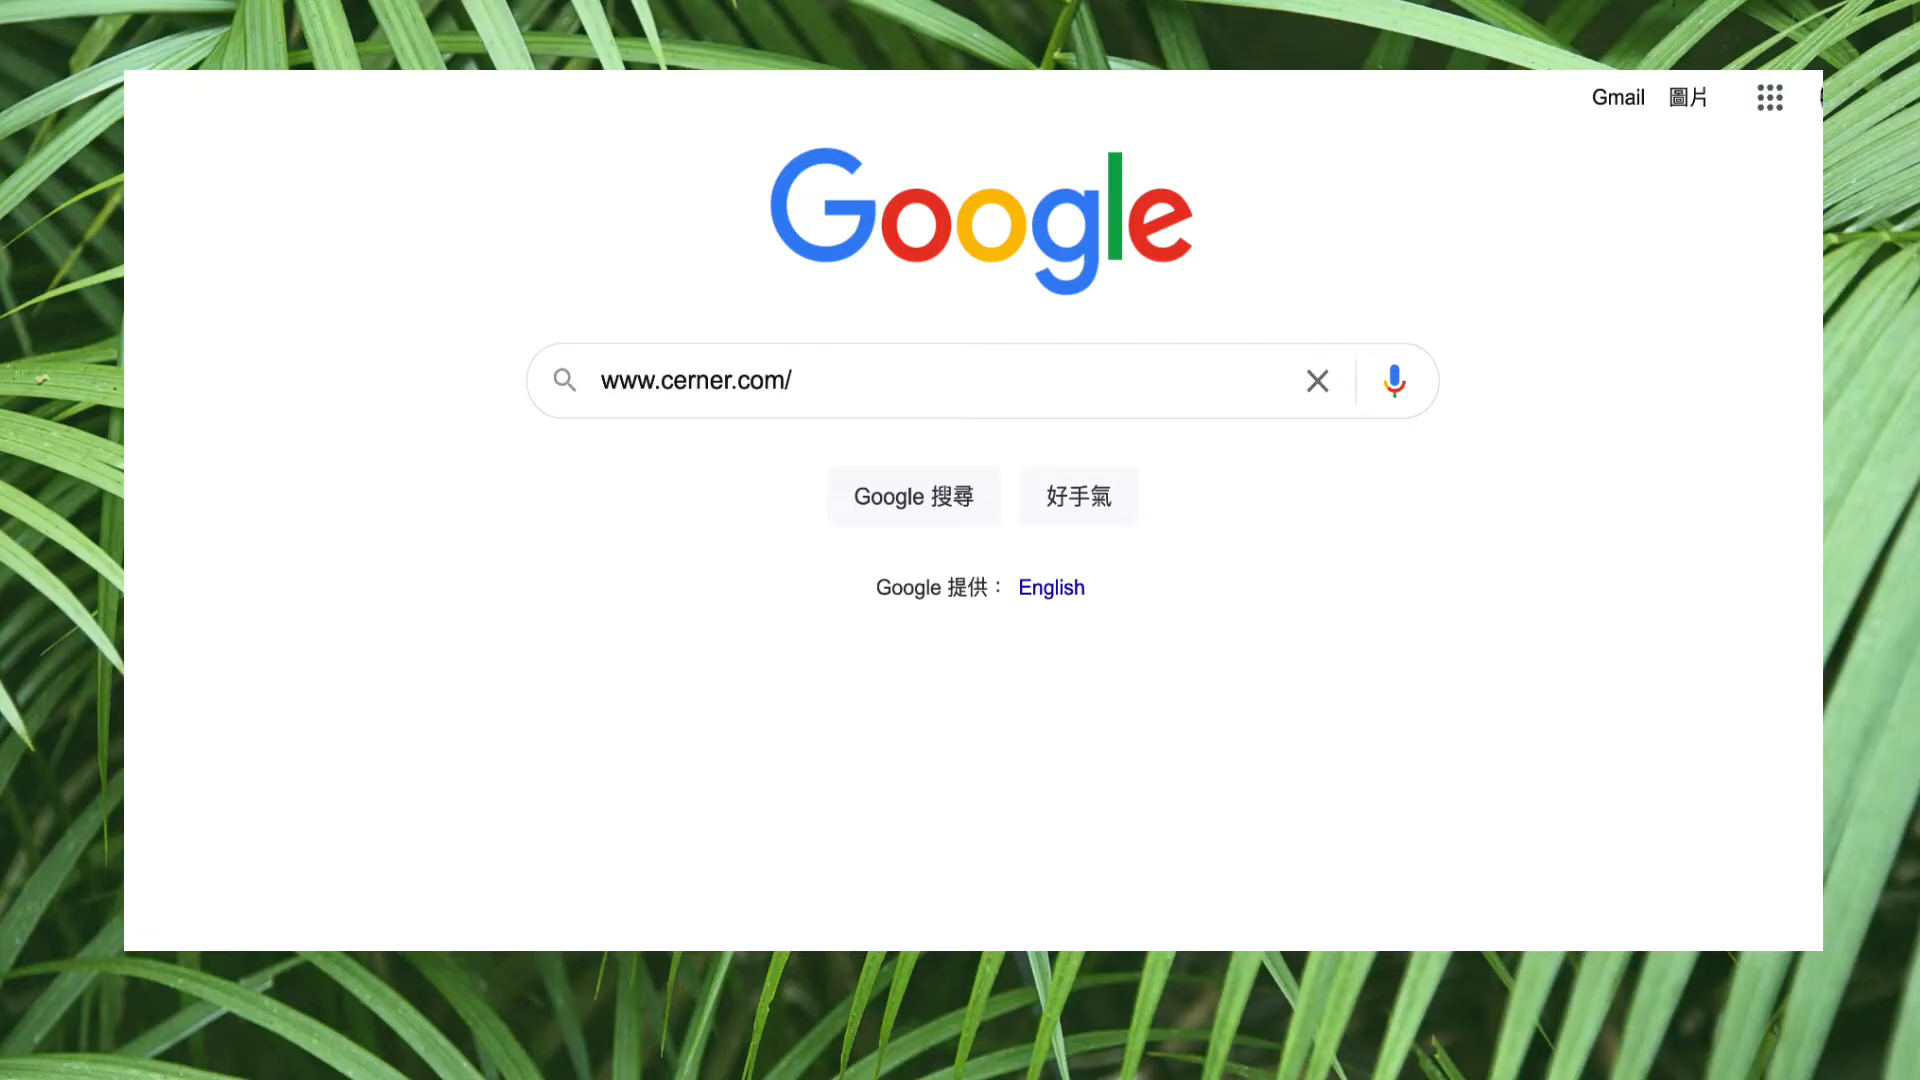 Gmail 圖片
Google
www.cerner.com/
Google 搜尋 好手氣
Google 提供： English